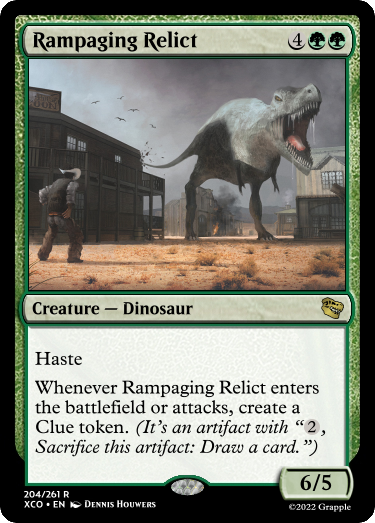 Rampaging Relict 4
Haste
Creature — Dinosaur
Whenever Rampaging Relict enters
the battlefield or attacks, create a
Clue token. (It's an artifact with “2,
Sacrifice this artifact: Draw a card.”)
6/5
204/261 R
XCO • EN Dennis Houwers
©2022 Grapple